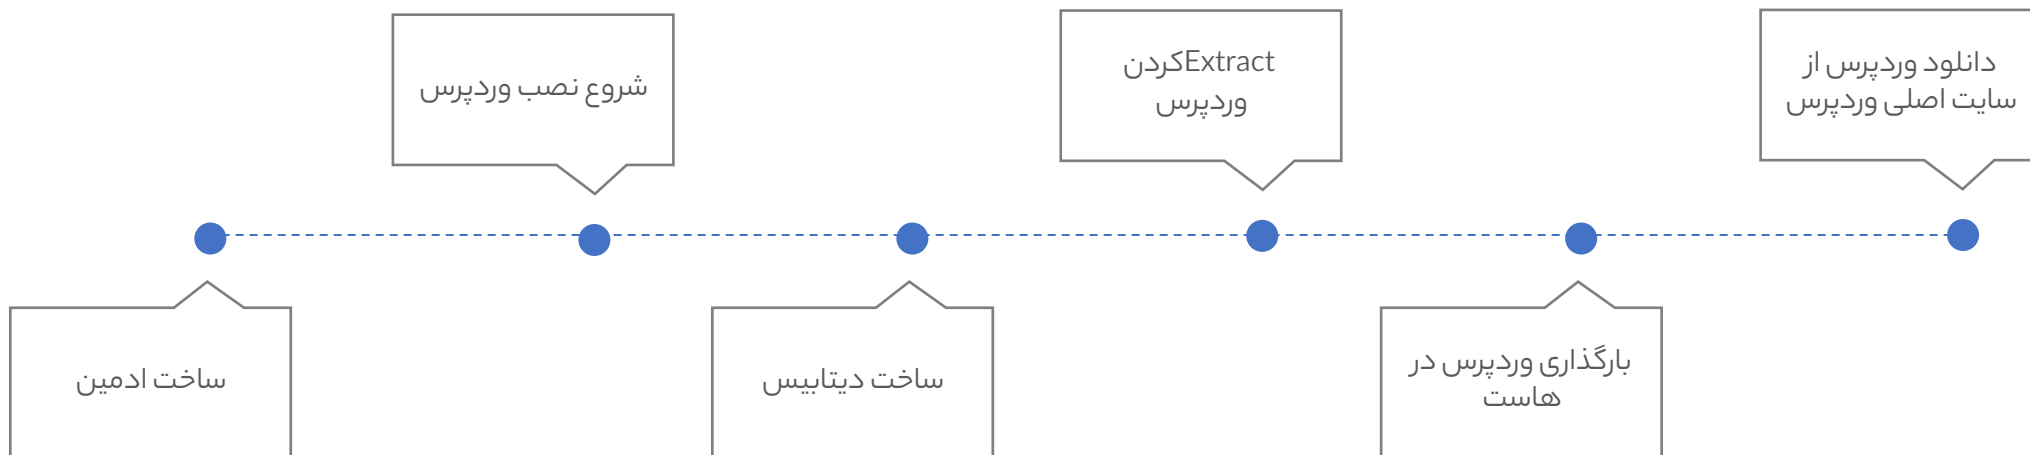 دانلود وردپرس از
سایت اصلی وردپرس
بارگذاری وردپرس در
هاست
Extractکردن
وردپرس
ساخت دیتابیس
شروع نصب وردپرس
ساخت ادمین